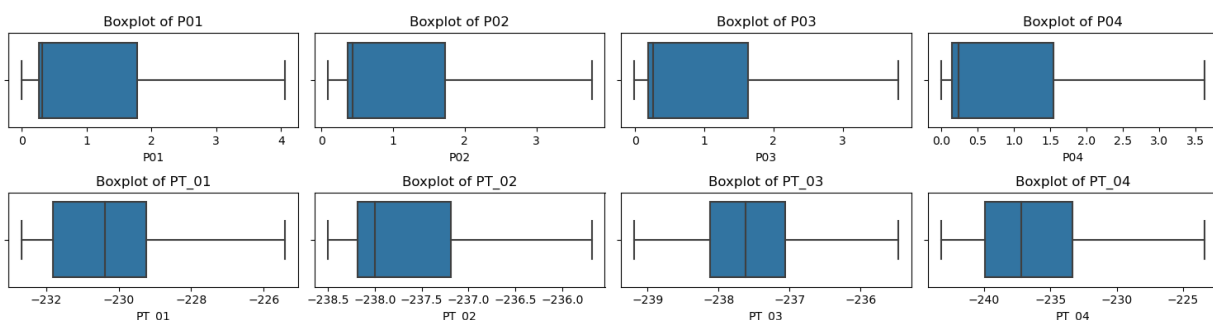 Boxplot of P01 Boxplot of P02 Boxplot of P03 Boxplot of P04
0 1 2 3 4 0 1 2 3 0 1 2 3 0.0 0.5 1.0 1.5 2.0 2.5 3.0 3.5
P01 P02 P03 P04
Boxplot of PT_01 Boxplot of PT_02 Boxplot of PT_03 Boxplot of PT_04
−232 −230 −228 −226 −238.5 −238.0 −237.5 −237.0 −236.5 −236.0 −239 −238 −237 −236 −240 −235 −230 −225
PT_01 PT_02 PT_03 PT_04